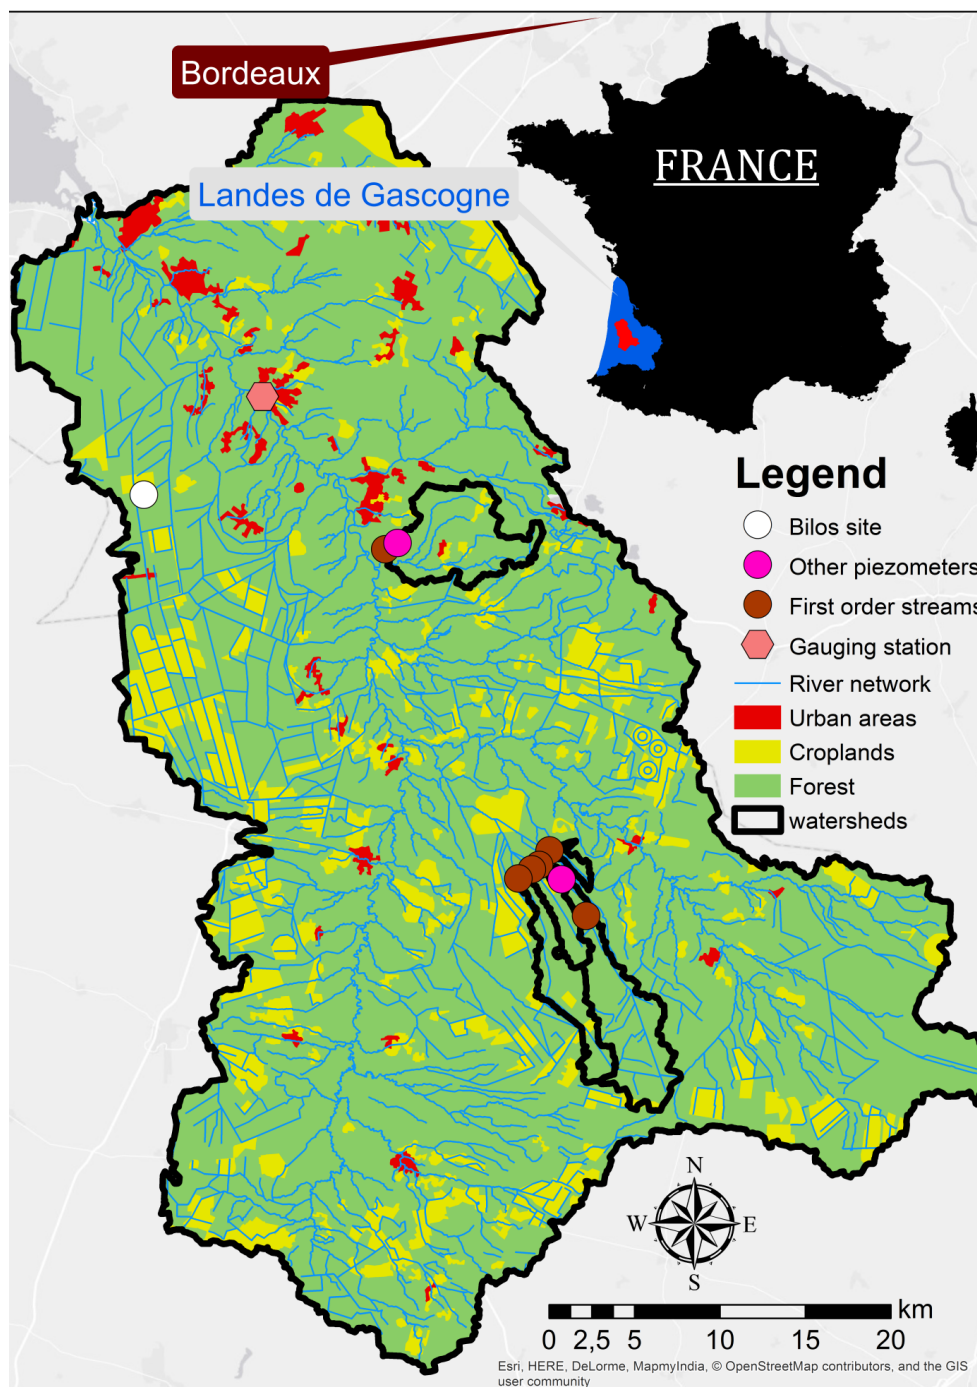 Bordeaux
FRANCE
Landes de Gascogne
Legend
Bilos site
Other piezometers
First order streams
Gauging station
River network
Urban areas
Croplands
Forest
watersheds
N
W E
S
km
0 2,5 5 10 15 20
Esri, HERE, DeLorme, MapmyIndia, © OpenStreetMap contributors, and the GIS
user community